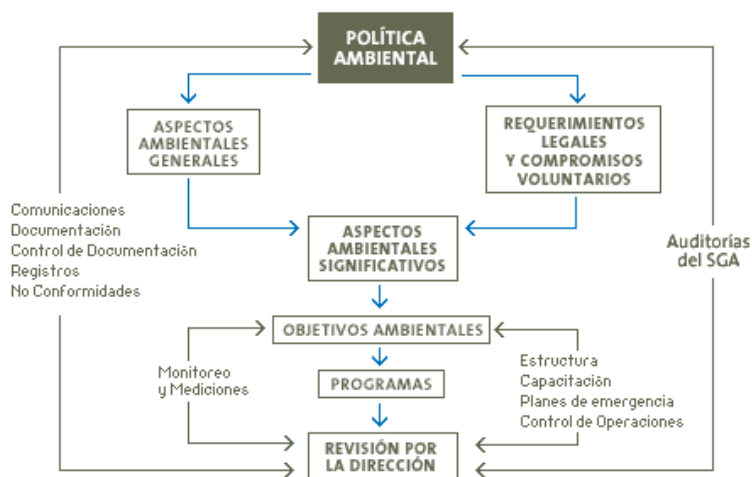 POLÍTICA
AMBIENTAL
ASPECTOS
AMBIENTALES
GENERALES
REQUERIMIENTOS
LEGALES
Y COMPROMISOS
VOLUNTARIOS
Comunicaciones
Documentación
Control de Documentación
Registros
No Conformidades
ASPECTOS
AMBIENTALES
SIGNIFICATIVOS
Auditorías
del SGA
OBJETIVOS AMBIENTALES
Monitoreo
y Mediciones
PROGRAMAS
Estructura
Capacitación
Planes de emergencia
Control de Operaciones
REVISIÓN POR
LA DIRECCIÓN